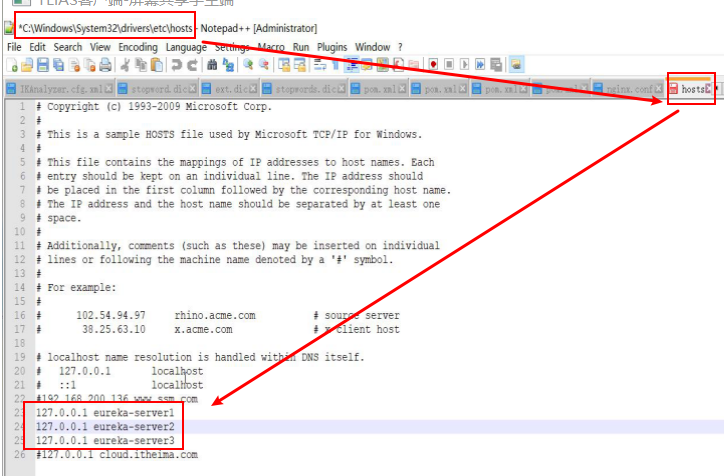 *C:\Windows\System32\drivers\etc\hosts - Notepad++ [Administrator]
File Edit Search View Encoding Language Settings Macro Run Plugins Window ?
IKAnalyzer.cfg.xml stopword.dic ext.dic stopwords.dic pom.xml pom.xml pom.xml nginx.conf hosts
1 # Copyright (c) 1993-2009 Microsoft Corp.
2 #
3 # This is a sample HOSTS file used by Microsoft TCP/IP for Windows.
4 #
5 # This file contains the mappings of IP addresses to host names. Each
6 # entry should be kept on an individual line. The IP address should
7 # be placed in the first column followed by the corresponding host name.
8 # The IP address and the host name should be separated by at least one
9 # space.
10 #
11 # Additionally, comments (such as these) may be inserted on individual
12 # lines or following the machine name denoted by a '#' symbol.
13 #
14 # For example:
15 #
16 # 102.54.94.97 rhino.acme.com # source server
17 # 38.25.63.10 x.acme.com # x client host
18
19 # localhost name resolution is handled within DNS itself.
20 # 127.0.0.1 localhost
21 # ::1 localhost
22 #192.168.200.136 www.ssm.com
23 127.0.0.1 eureka-server1
24 127.0.0.1 eureka-server2
25 127.0.0.1 eureka-server3
26 #127.0.0.1 cloud.itheima.com